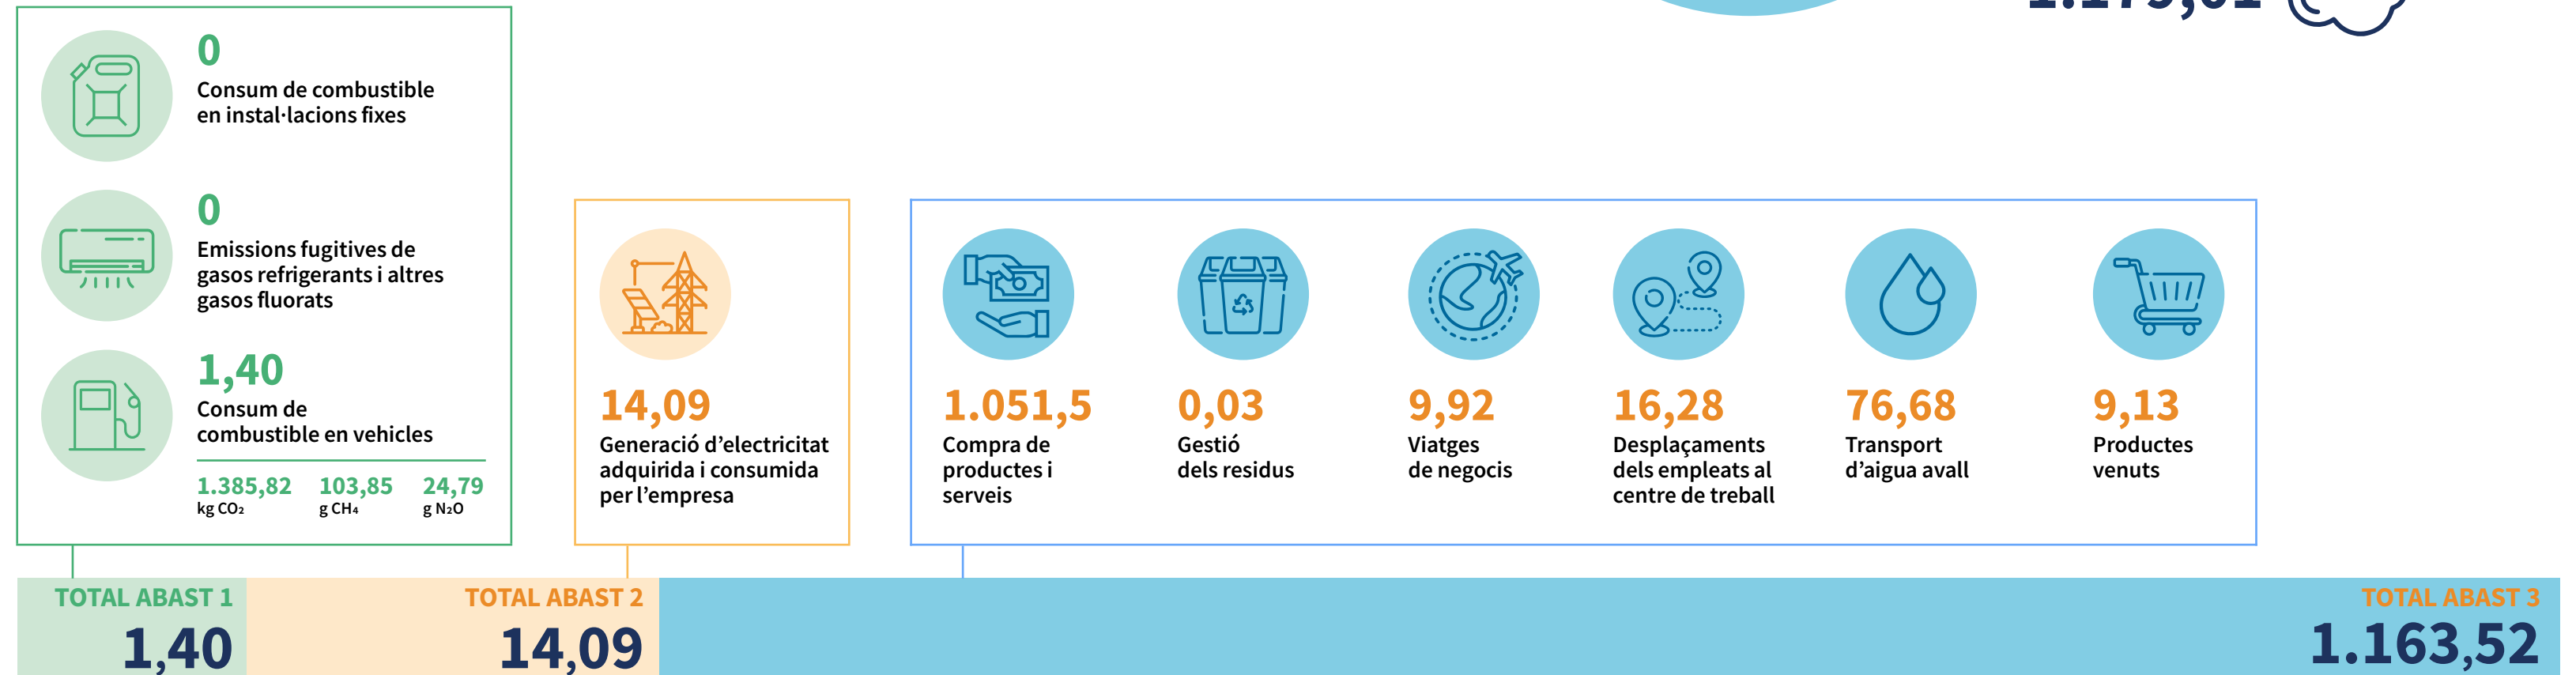 0
Consum de combustible
en instal·lacions fixes
0
Emissions fugitives de
gasos refrigerants i altres
gasos fluorats
1,40
Consum de
combustible en vehicles
1.385,82
kg CO₂
103,85
g CH₄
24,79
g N₂O
14,09
Generació d’electricitat
adquirida i consumida
per l’empresa
1.051,5
Compra de
productes i
serveis
0,03
Gestió
dels residus
9,92
Viatges
de negocis
16,28
Desplaçaments
dels empleats al
centre de treball
76,68
Transport
d’aigua avall
9,13
Productes
venuts
TOTAL ABAST 1
1,40
TOTAL ABAST 2
14,09
TOTAL ABAST 3
1.163,52